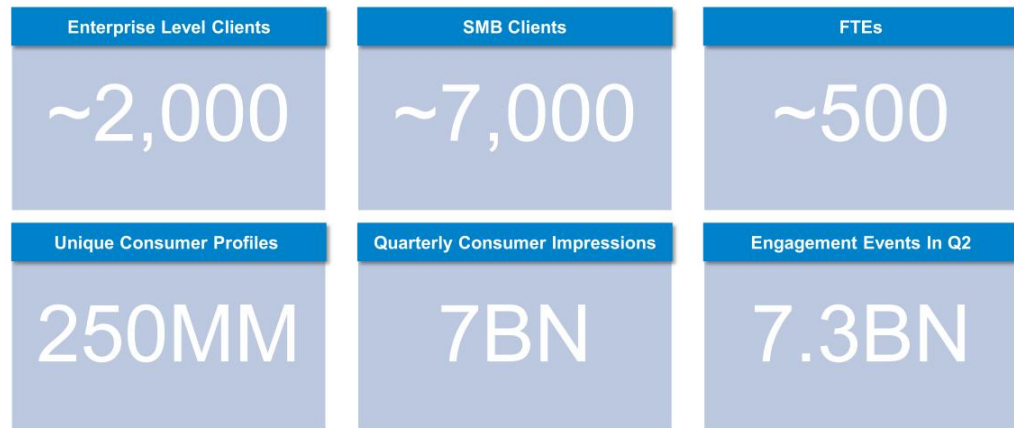 Enterprise Level Clients
~2,000
SMB Clients
~7,000
FTEs
~500
Unique Consumer Profiles
250MM
Quarterly Consumer Impressions
7BN
Engagement Events In Q2
7.3BN